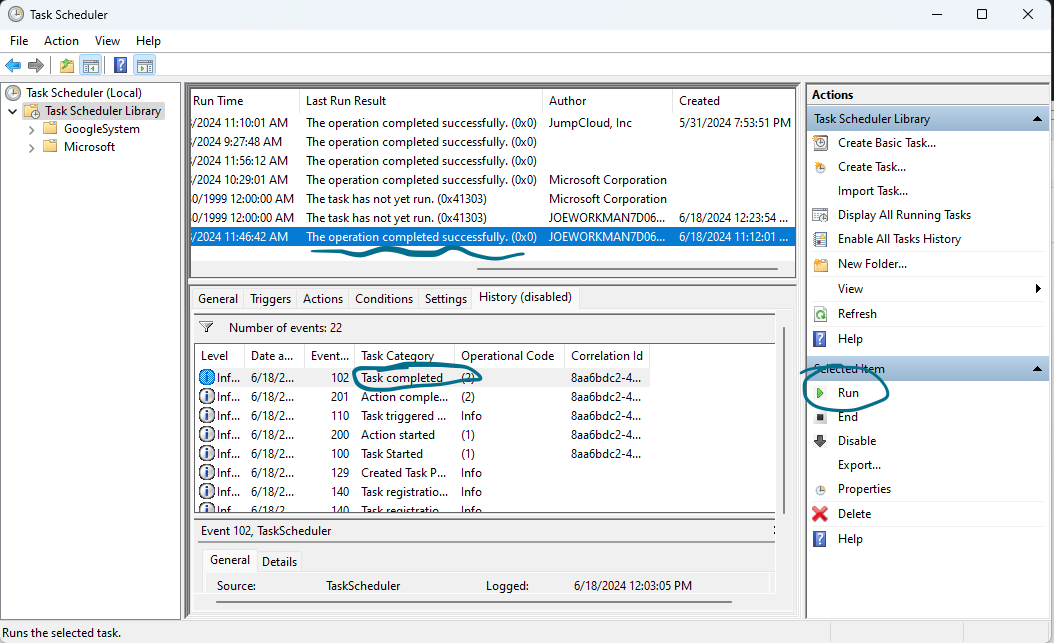 Task Scheduler
File Action View Help
Task Scheduler (Local)
Task Scheduler Library
GoogleSystem
Microsoft
Run Time Last Run Result Author Created
/2024 11:10:01 AM The operation completed successfully. (0x0) JumpCloud, Inc 5/31/2024 7:53:51 PM
/2024 9:27:48 AM The operation completed successfully. (0x0)
/2024 11:56:12 AM The operation completed successfully. (0x0)
/2024 10:29:01 AM The operation completed successfully. (0x0) Microsoft Corporation
0/1999 12:00:00 AM The task has not yet run. (0x41303) Microsoft Corporation
0/1999 12:00:00 AM The task has not yet run. (0x41303) JOEWORKMAN7D06... 6/18/2024 12:23:54 ...
/2024 11:46:42 AM The operation completed successfully. (0x0) JOEWORKMAN7D06... 6/18/2024 11:12:01 ...
General Triggers Actions Conditions Settings History (disabled)
Number of events: 22
Level Date a... Event... Task Category Operational Code Correlation Id
Inf... 6/18/2... 102 Task completed (2) 8aa6bdc2-4...
Inf... 6/18/2... 201 Action comple... (2) 8aa6bdc2-4...
Inf... 6/18/2... 110 Task triggered ... Info 8aa6bdc2-4...
Inf... 6/18/2... 200 Action started (1) 8aa6bdc2-4...
Inf... 6/18/2... 100 Task Started (1) 8aa6bdc2-4...
Inf... 6/18/2... 129 Created Task P... Info
Inf... 6/18/2... 140 Task registratio... Info
Inf... 6/18/2... 140 Task registratio... Info
Event 102, TaskScheduler
General Details
Source: TaskScheduler Logged: 6/18/2024 12:03:05 PM
Actions
Task Scheduler Library
Create Basic Task...
Create Task...
Import Task...
Display All Running Tasks
Enable All Tasks History
New Folder...
View
Refresh
Help
Selected Item
Run
End
Disable
Export...
Properties
Delete
Help
Runs the selected task.